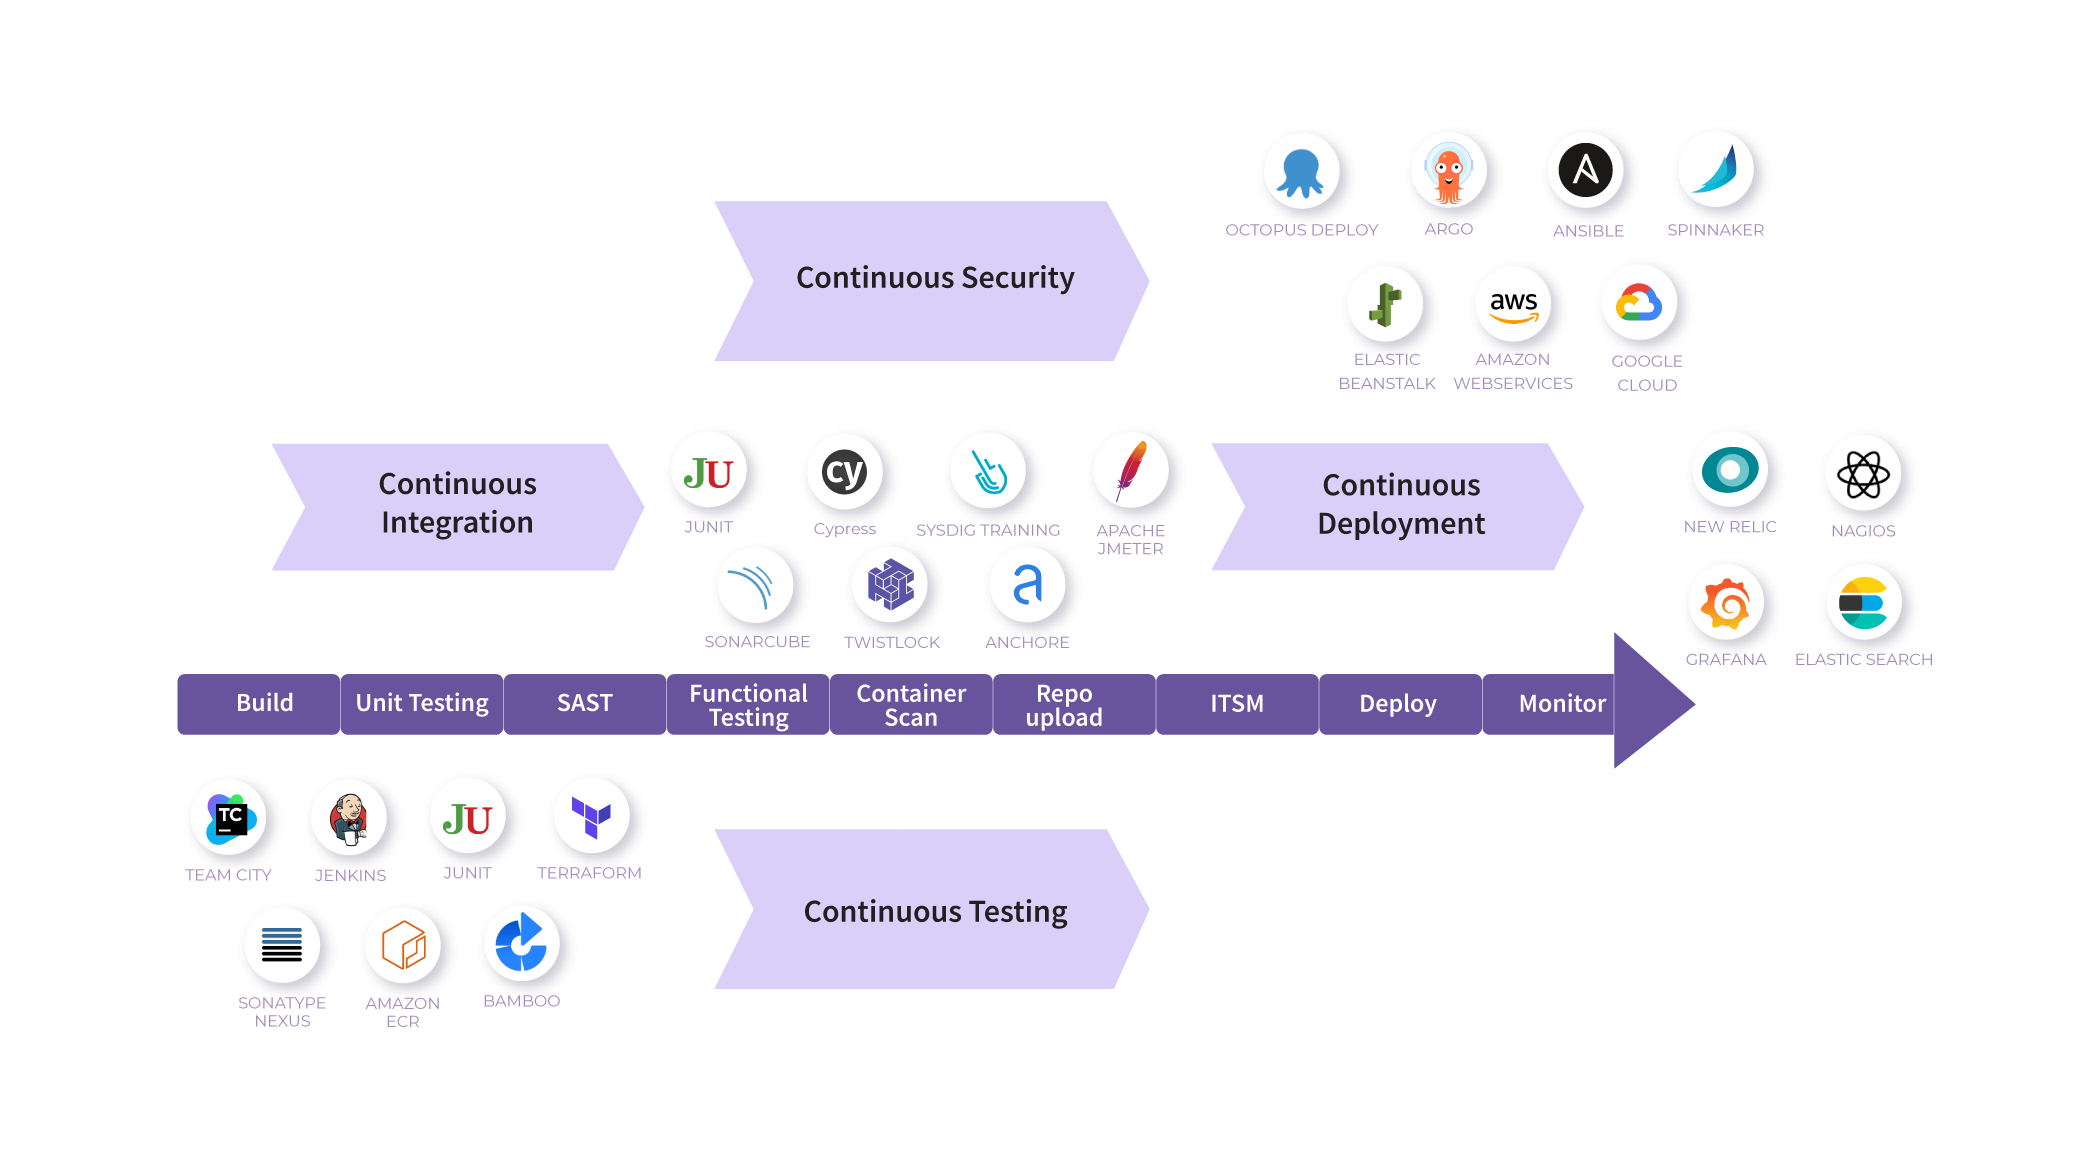 OCTOPUS DEPLOY
ARGO
ANSIBLE
SPINNAKER
Continuous Security
aws
ELASTIC
BEANSTALK
AMAZON
WEBSERVICES
GOOGLE
CLOUD
Continuous
Integration
JU
JUNIT
cy
Cypress
SYSDIG TRAINING
APACHE
JMETER
Continuous
Deployment
NEW RELIC
NAGIOS
SONARCUBE
TWISTLOCK
a
ANCHORE
GRAFANA
ELASTIC SEARCH
Build
Unit Testing
SAST
Functional
Testing
Container
Scan
Repo
upload
ITSM
Deploy
Monitor
TC
TEAM CITY
JENKINS
JU
JUNIT
TERRAFORM
Continuous Testing
SONATYPE
NEXUS
AMAZON
ECR
BAMBOO